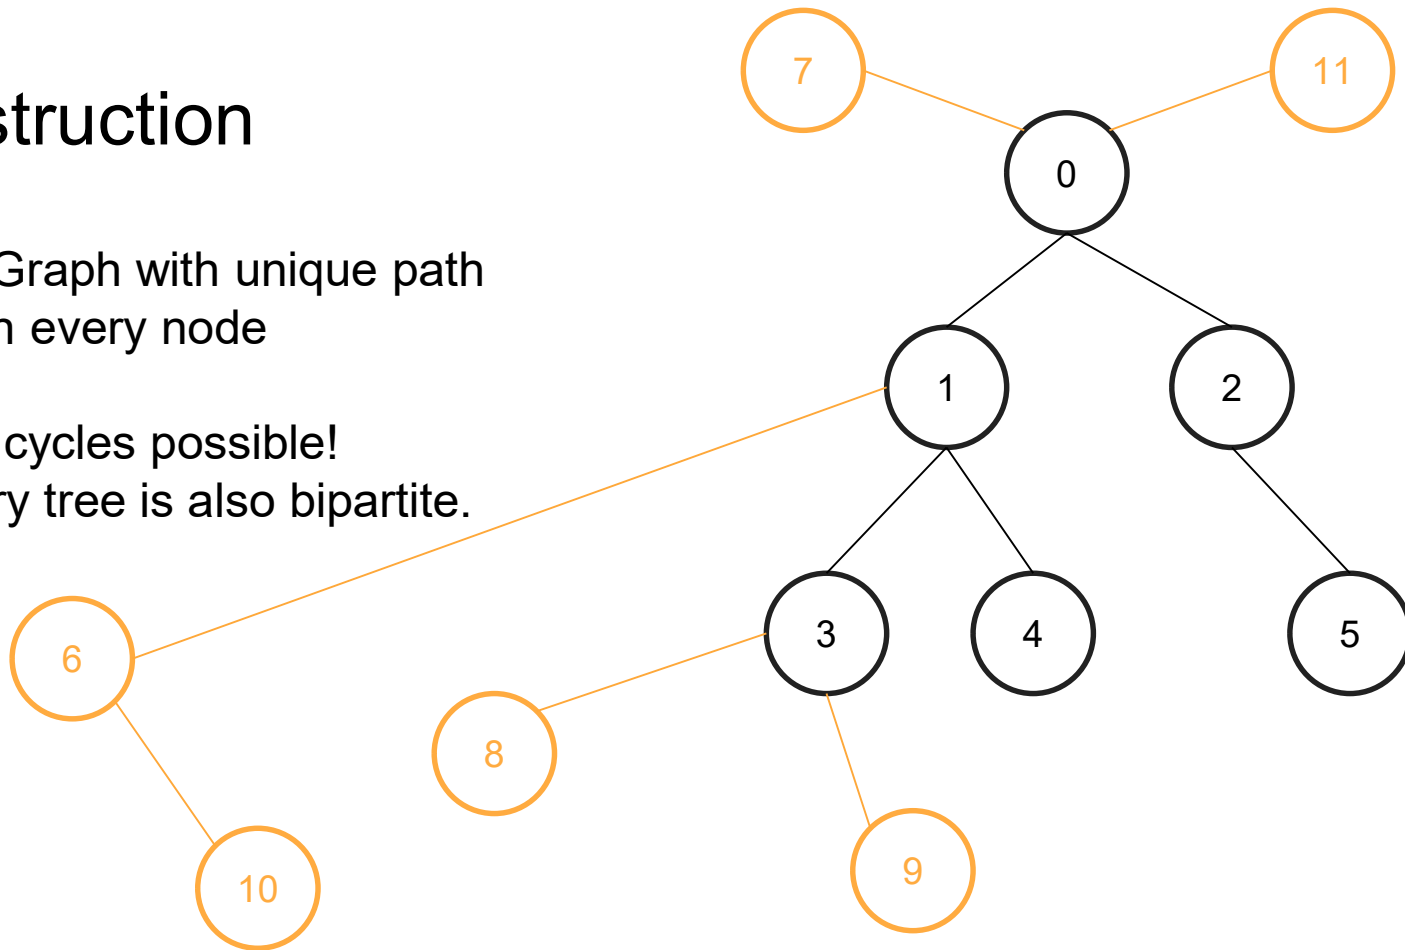 struction
Graph with unique path
n every node
cycles possible!
ry tree is also bipartite.
7
11
0
1
2
3
4
5
6
8
9
10